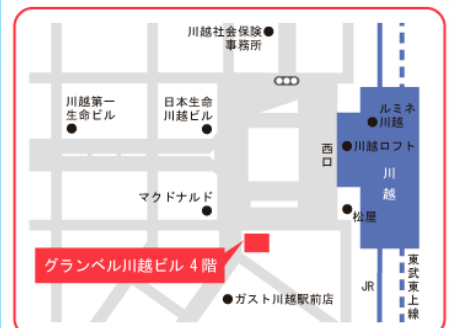 川越社会保険
事務所
川越第一
生命ビル
日本生命
川越ビル
ルミネ
川越
川越ロフト
西口
川越
マクドナルド
松屋
グランベル川越ビル 4 階
ガスト川越駅前店
JR
東武東上線